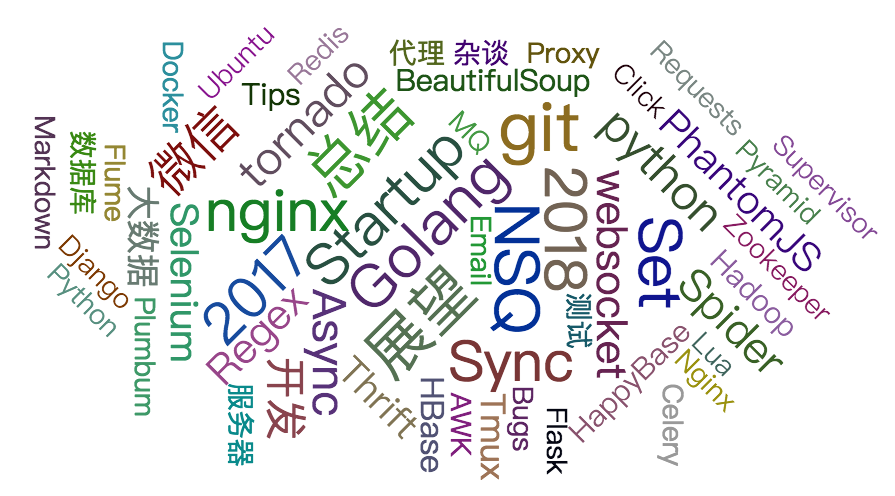 Docker
Ubuntu
Redis
代理
杂谈
Proxy
Requests
Tips
BeautifulSoup
Click
Markdown
数据库
Flume
微信
tornado
总结
MQ
git
python
PhantomJS
Pyramid
Supervisor
大数据
Selenium
nginx
Startup
Golang
Email
NSQ
2018
websocket
Set
Zookeeper
Hadoop
Django
Python
Plumbum
2017
Regex
Async
展望
测试
Spider
Sync
HappyBase
Lua
Nginx
服务器
开发
Thrift
HBase
AWK
Tmux
Bugs
Flask
Celery